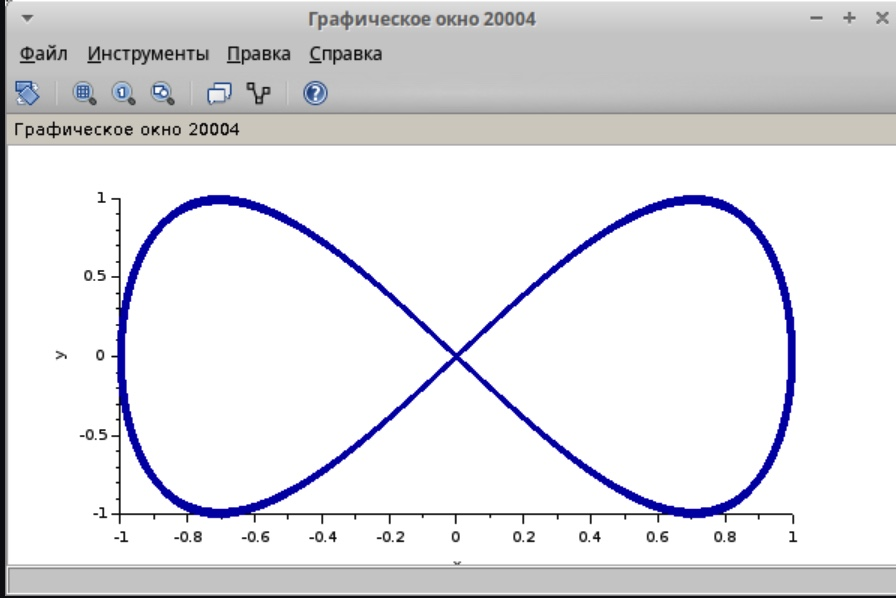 Графическое окно 20004
Файл Инструменты Правка Справка
Графическое окно 20004
1
0.5
y
0
-0.5
-1
-1 -0.8 -0.6 -0.4 -0.2 0 0.2 0.4 0.6 0.8 1